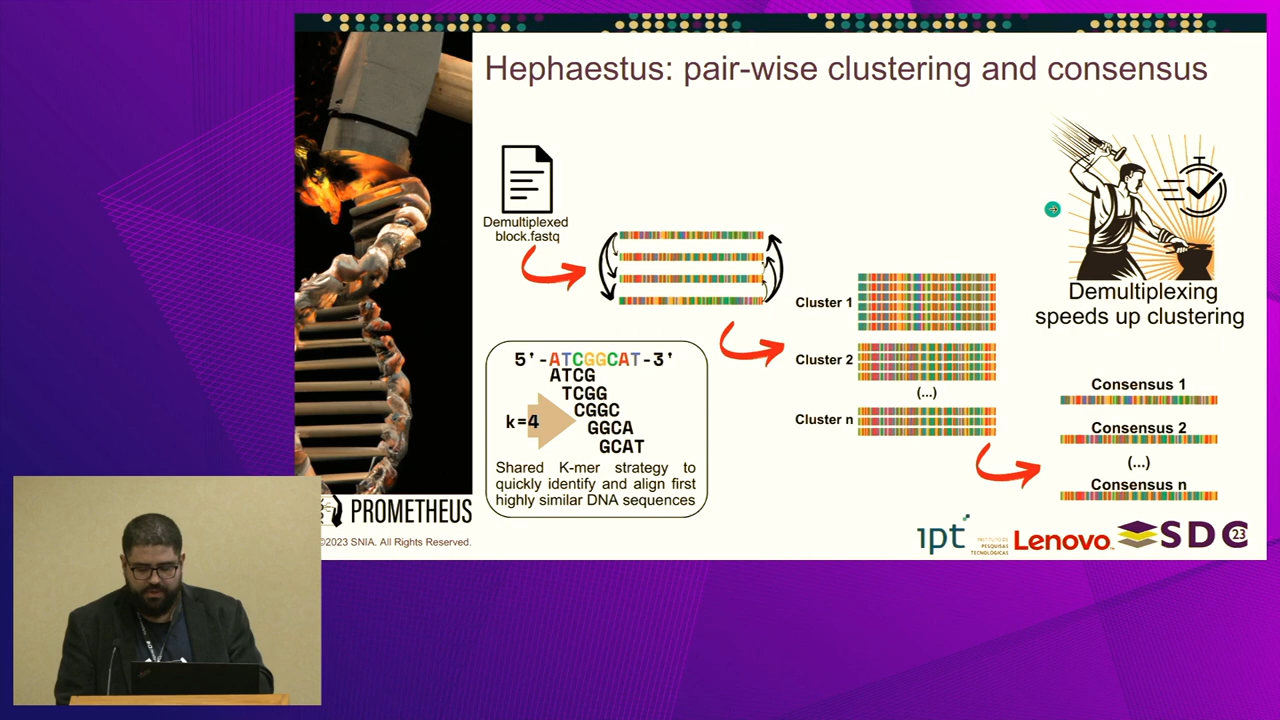 Hephaestus: pair-wise clustering and consensus
Demultiplexed
block.fastq
Cluster 1
Cluster 2
(...)
Cluster n
5'-ATCGGCAT-3'
ATCG
TCGG
CGGC
GGCA
GCAT
k=4
Shared K-mer strategy to
quickly identify and align first
highly similar DNA sequences
Demultiplexing
speeds up clustering
Consensus 1
Consensus 2
(...)
Consensus n
PROMETHEUS
©2023 SNIA. All Rights Reserved.
ipt
INSTITUTO DE
PESQUISAS
TECNOLÓGICAS
Lenovo
SDC
23